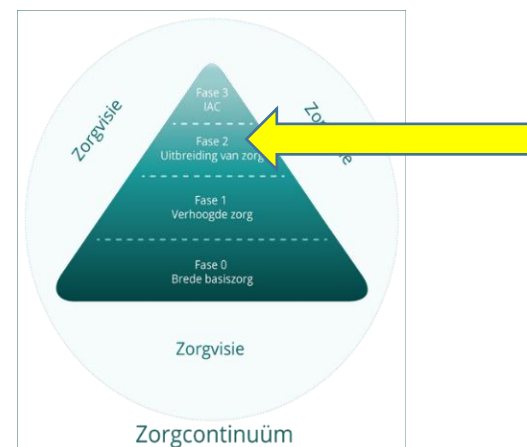 Zorgvisie
Fase 3
IAC
Fase 2
Uitbreiding van zorg
Fase 1
Verhoogde zorg
Fase 0
Brede basiszorg
Zorgvisie
Zorgcontinuüm